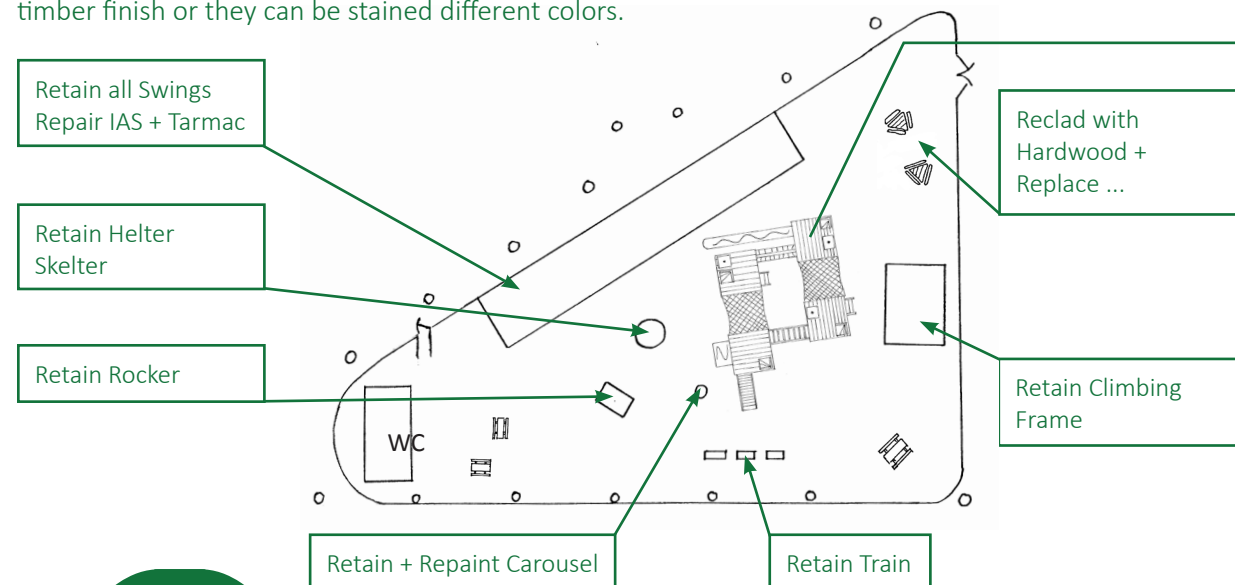 timber finish or they can be stained different colors.
Retain all Swings
Repair IAS + Tarmac
Reclad with
Hardwood +
Replace ...
Retain Helter
Skelter
Retain Rocker
Retain Climbing
Frame
WC
Retain + Repaint Carousel
Retain Train